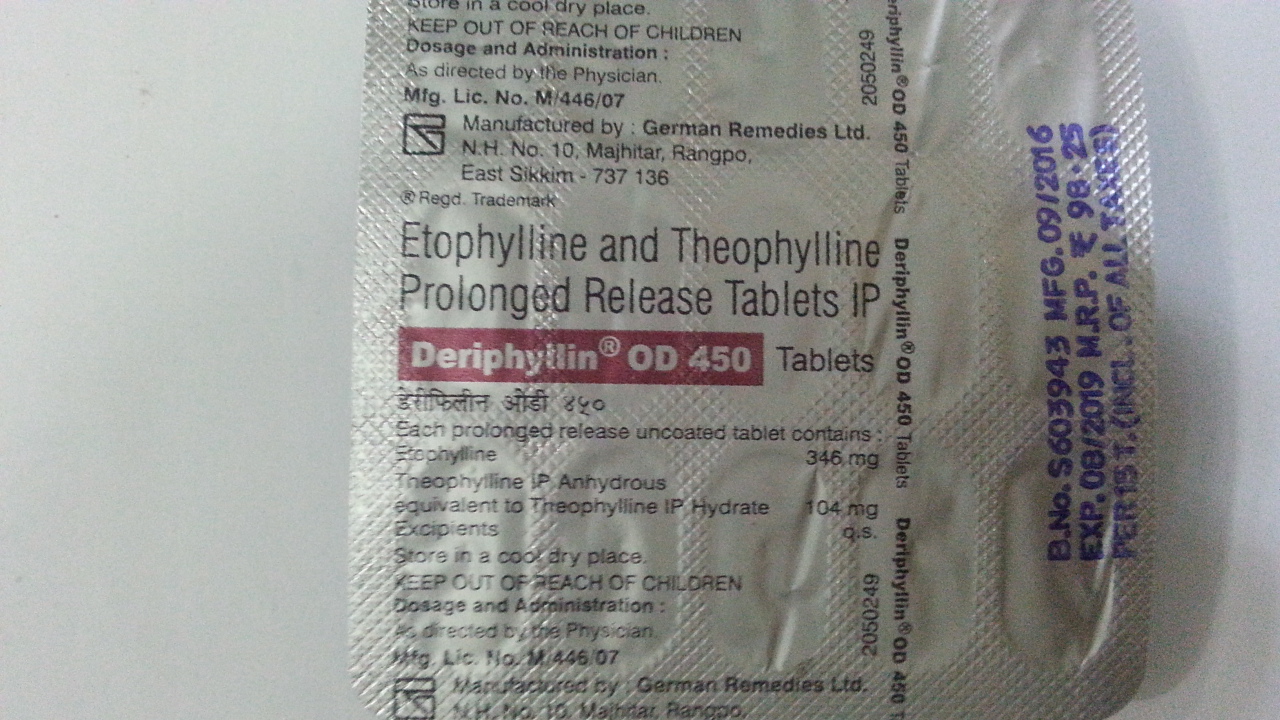 Store in a cool dry place.
KEEP OUT OF REACH OF CHILDREN
Dosage and Administration :
As directed by the Physician.
Mfg. Lic. No. M/446/07
Manufactured by : German Remedies Ltd.
N.H. No. 10, Majhitar, Rangpo,
East Sikkim - 737 136
® Regd. Trademark
Etophylline and Theophylline
Prolonged Release Tablets IP
Deriphyllin® OD 450 Tablets
डेरीफिलीन ओडी ४५०
Each prolonged release uncoated tablet contains :
Etophylline 346 mg
Theophylline IP Anhydrous
equivalent to Theophylline IP Hydrate 104 mg
Excipients q.s.
Store in a cool dry place.
KEEP OUT OF REACH OF CHILDREN
Dosage and Administration :
As directed by the Physician.
Mfg. Lic. No. M/446/07
Manufactured by : German Remedies Ltd.
N.H. No. 10, Majhitar, Rangpo,
2050249
2050249
eriphyllin® OD 450 Tablets
Deriphyllin® OD 450 Tablets
Deriphyllin® OD 450 T
B.No. S603943 MFG. 09/2016
EXP. 08/2019 M.R.P. ₹ 98.25
PER 15 T. (INCL. OF ALL TAXES)